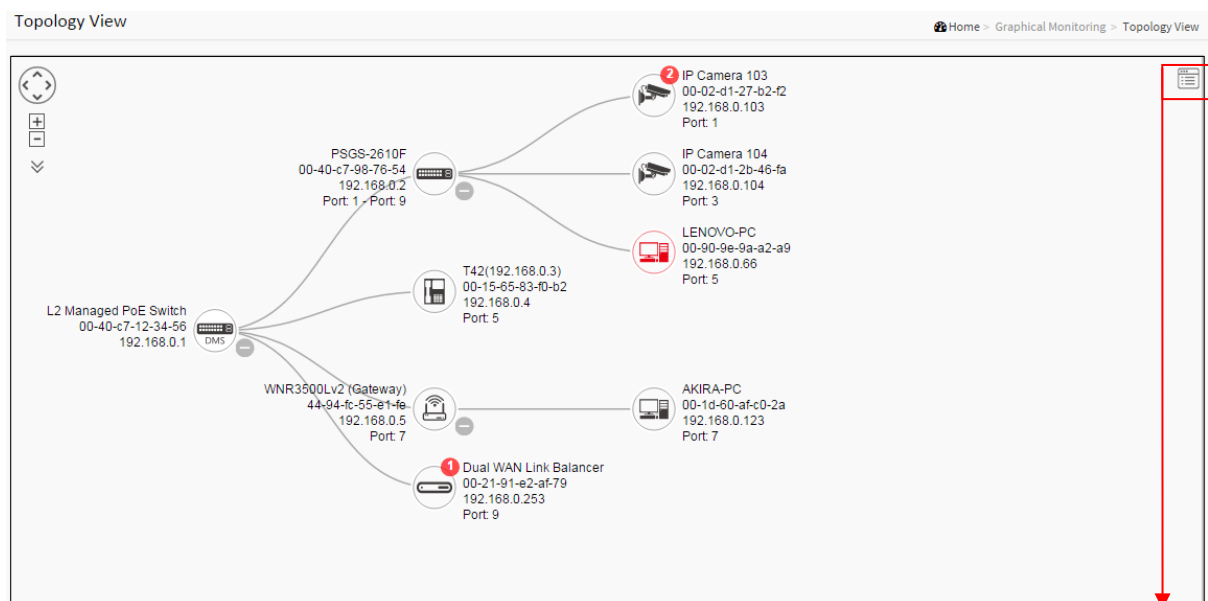 Topology View
Home > Graphical Monitoring > Topology View
2
IP Camera 103
00-02-d1-27-b2-f2
192.168.0.103
Port: 1
PSGS-2610F
00-40-c7-98-76-54
192.168.0.2
Port: 1 - Port: 9
IP Camera 104
00-02-d1-2b-46-fa
192.168.0.104
Port: 3
LENOVO-PC
00-90-9e-9a-a2-a9
192.168.0.66
Port: 5
T42(192.168.0.3)
00-15-65-83-f0-b2
192.168.0.4
Port: 5
L2 Managed PoE Switch
00-40-c7-12-34-56
192.168.0.1
DMS
WNR3500Lv2 (Gateway)
44-94-fc-55-e1-fe
192.168.0.5
Port: 7
AKIRA-PC
00-1d-60-af-c0-2a
192.168.0.123
Port: 7
1
Dual WAN Link Balancer
00-21-91-e2-af-79
192.168.0.253
Port: 9